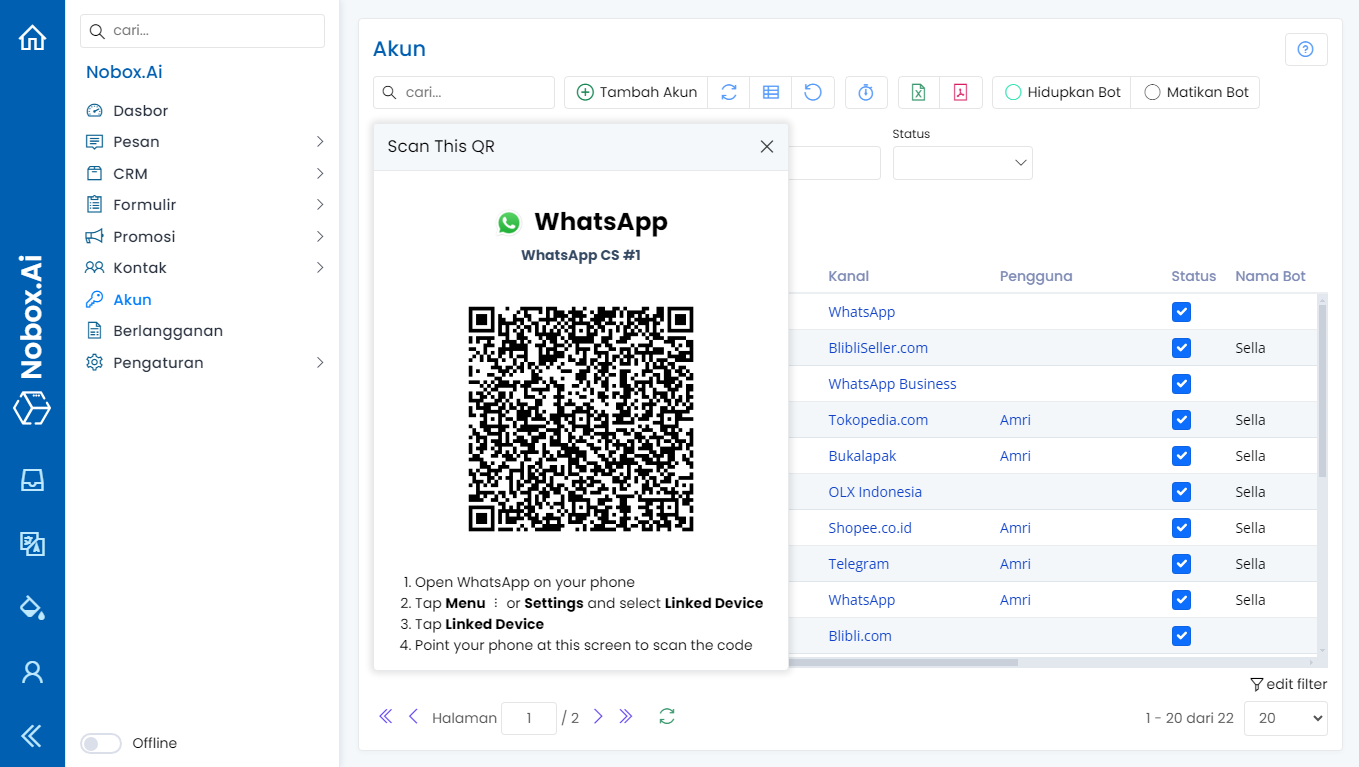 cari...
Nobox.Ai
Dasbor
Pesan
CRM
Formulir
Promosi
Kontak
Akun
Berlangganan
Pengaturan
Offline
Nobox.Ai
Akun
cari...
Tambah Akun
Hidupkan Bot
Matikan Bot
Status
Scan This QR
WhatsApp
WhatsApp CS #1
1. Open WhatsApp on your phone
2. Tap Menu ⋮ or Settings and select Linked Device
3. Tap Linked Device
4. Point your phone at this screen to scan the code
Kanal Pengguna Status Nama Bot
WhatsApp
BlibliSeller.com Sella
WhatsApp Business
Tokopedia.com Amri Sella
Bukalapak Amri Sella
OLX Indonesia Sella
Shopee.co.id Amri Sella
Telegram Amri Sella
WhatsApp Amri Sella
Blibli.com
edit filter
Halaman 1 / 2
1 - 20 dari 22 20